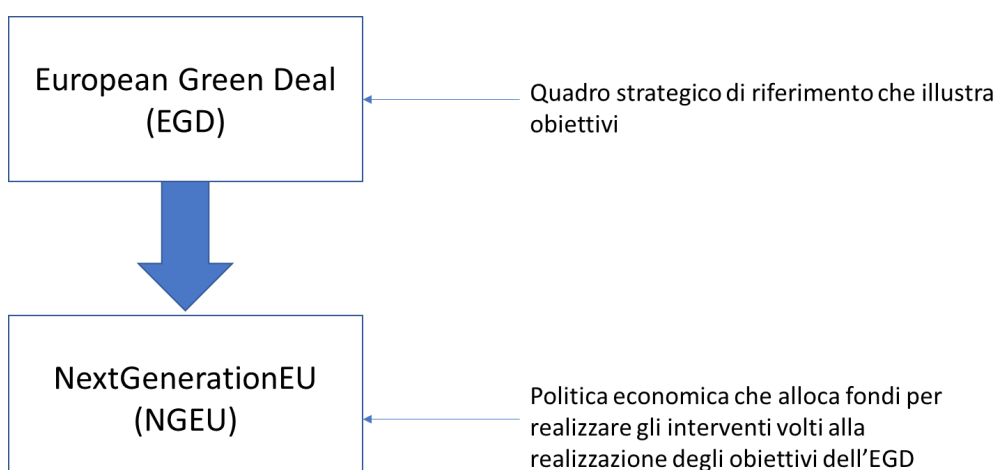 European Green Deal
(EGD)
Quadro strategico di riferimento che illustra
obiettivi
NextGenerationEU
(NGEU)
Politica economica che alloca fondi per
realizzare gli interventi volti alla
realizzazione degli obiettivi dell’EGD